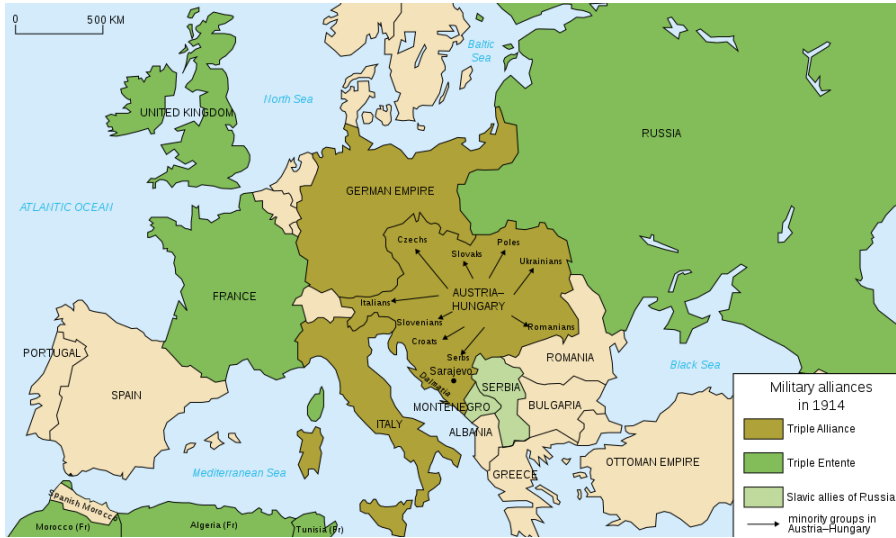 0 500 KM
Baltic
Sea
North Sea
UNITED KINGDOM
RUSSIA
ATLANTIC OCEAN
GERMAN EMPIRE
Czechs
Slovaks
Poles
Ukrainians
FRANCE
Italians
AUSTRIA–
HUNGARY
Slovenians
Croats
Romanians
Serbs
Sarajevo
Dalmatia
PORTUGAL
SPAIN
ROMANIA
Black Sea
SERBIA
MONTENEGRO
BULGARIA
ITALY
ALBANIA
GREECE
OTTOMAN EMPIRE
Mediterranean Sea
Spanish Morocco
Morocco (Fr)
Algeria (Fr)
Tunisia (Fr)
Military alliances
in 1914
Triple Alliance
Triple Entente
Slavic allies of Russia
minority groups in
Austria–Hungary